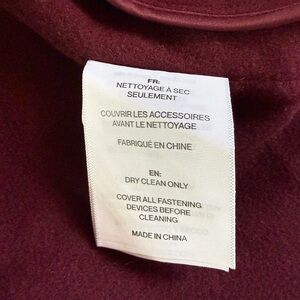 FR:
NETTOYAGE À SEC
SEULEMENT
COUVRIR LES ACCESSOIRES
AVANT LE NETTOYAGE
FABRIQUÉ EN CHINE
EN:
DRY CLEAN ONLY
COVER ALL FASTENING
DEVICES BEFORE
CLEANING
MADE IN CHINA